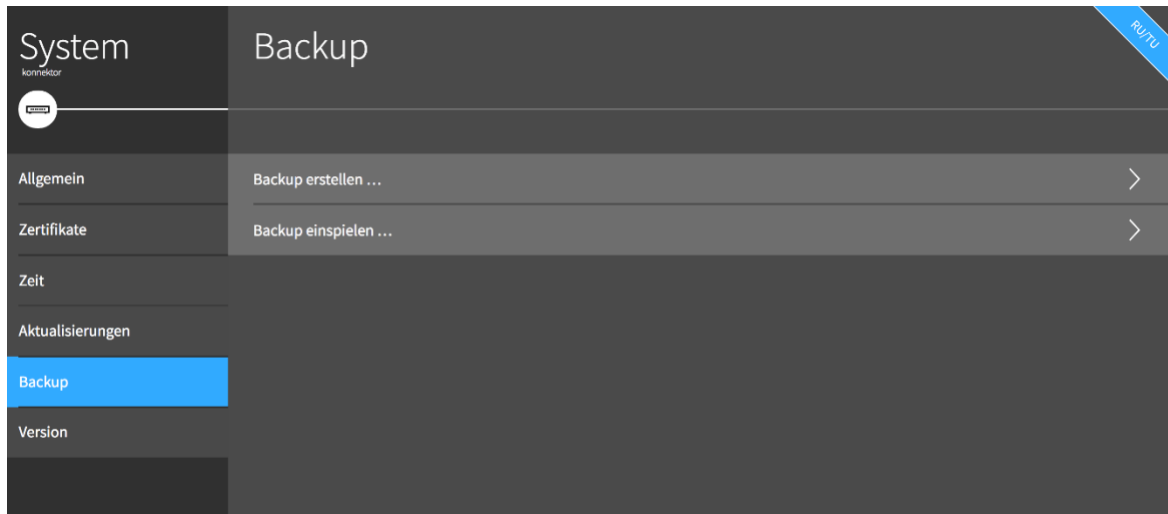 System
konnektor
Backup
RU/TU
Allgemein
Zertifikate
Zeit
Aktualisierungen
Backup
Version
Backup erstellen …
Backup einspielen …